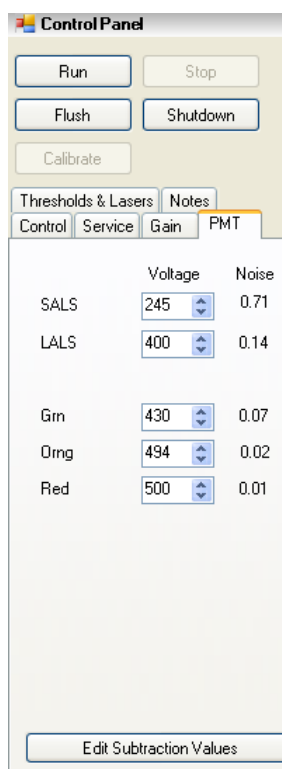 Control Panel
Run Stop
Flush Shutdown
Calibrate
Thresholds & Lasers Notes
Control Service Gain PMT
Voltage Noise
SALS 245 0.71
LALS 400 0.14
Grn 430 0.07
Orng 494 0.02
Red 500 0.01
Edit Subtraction Values